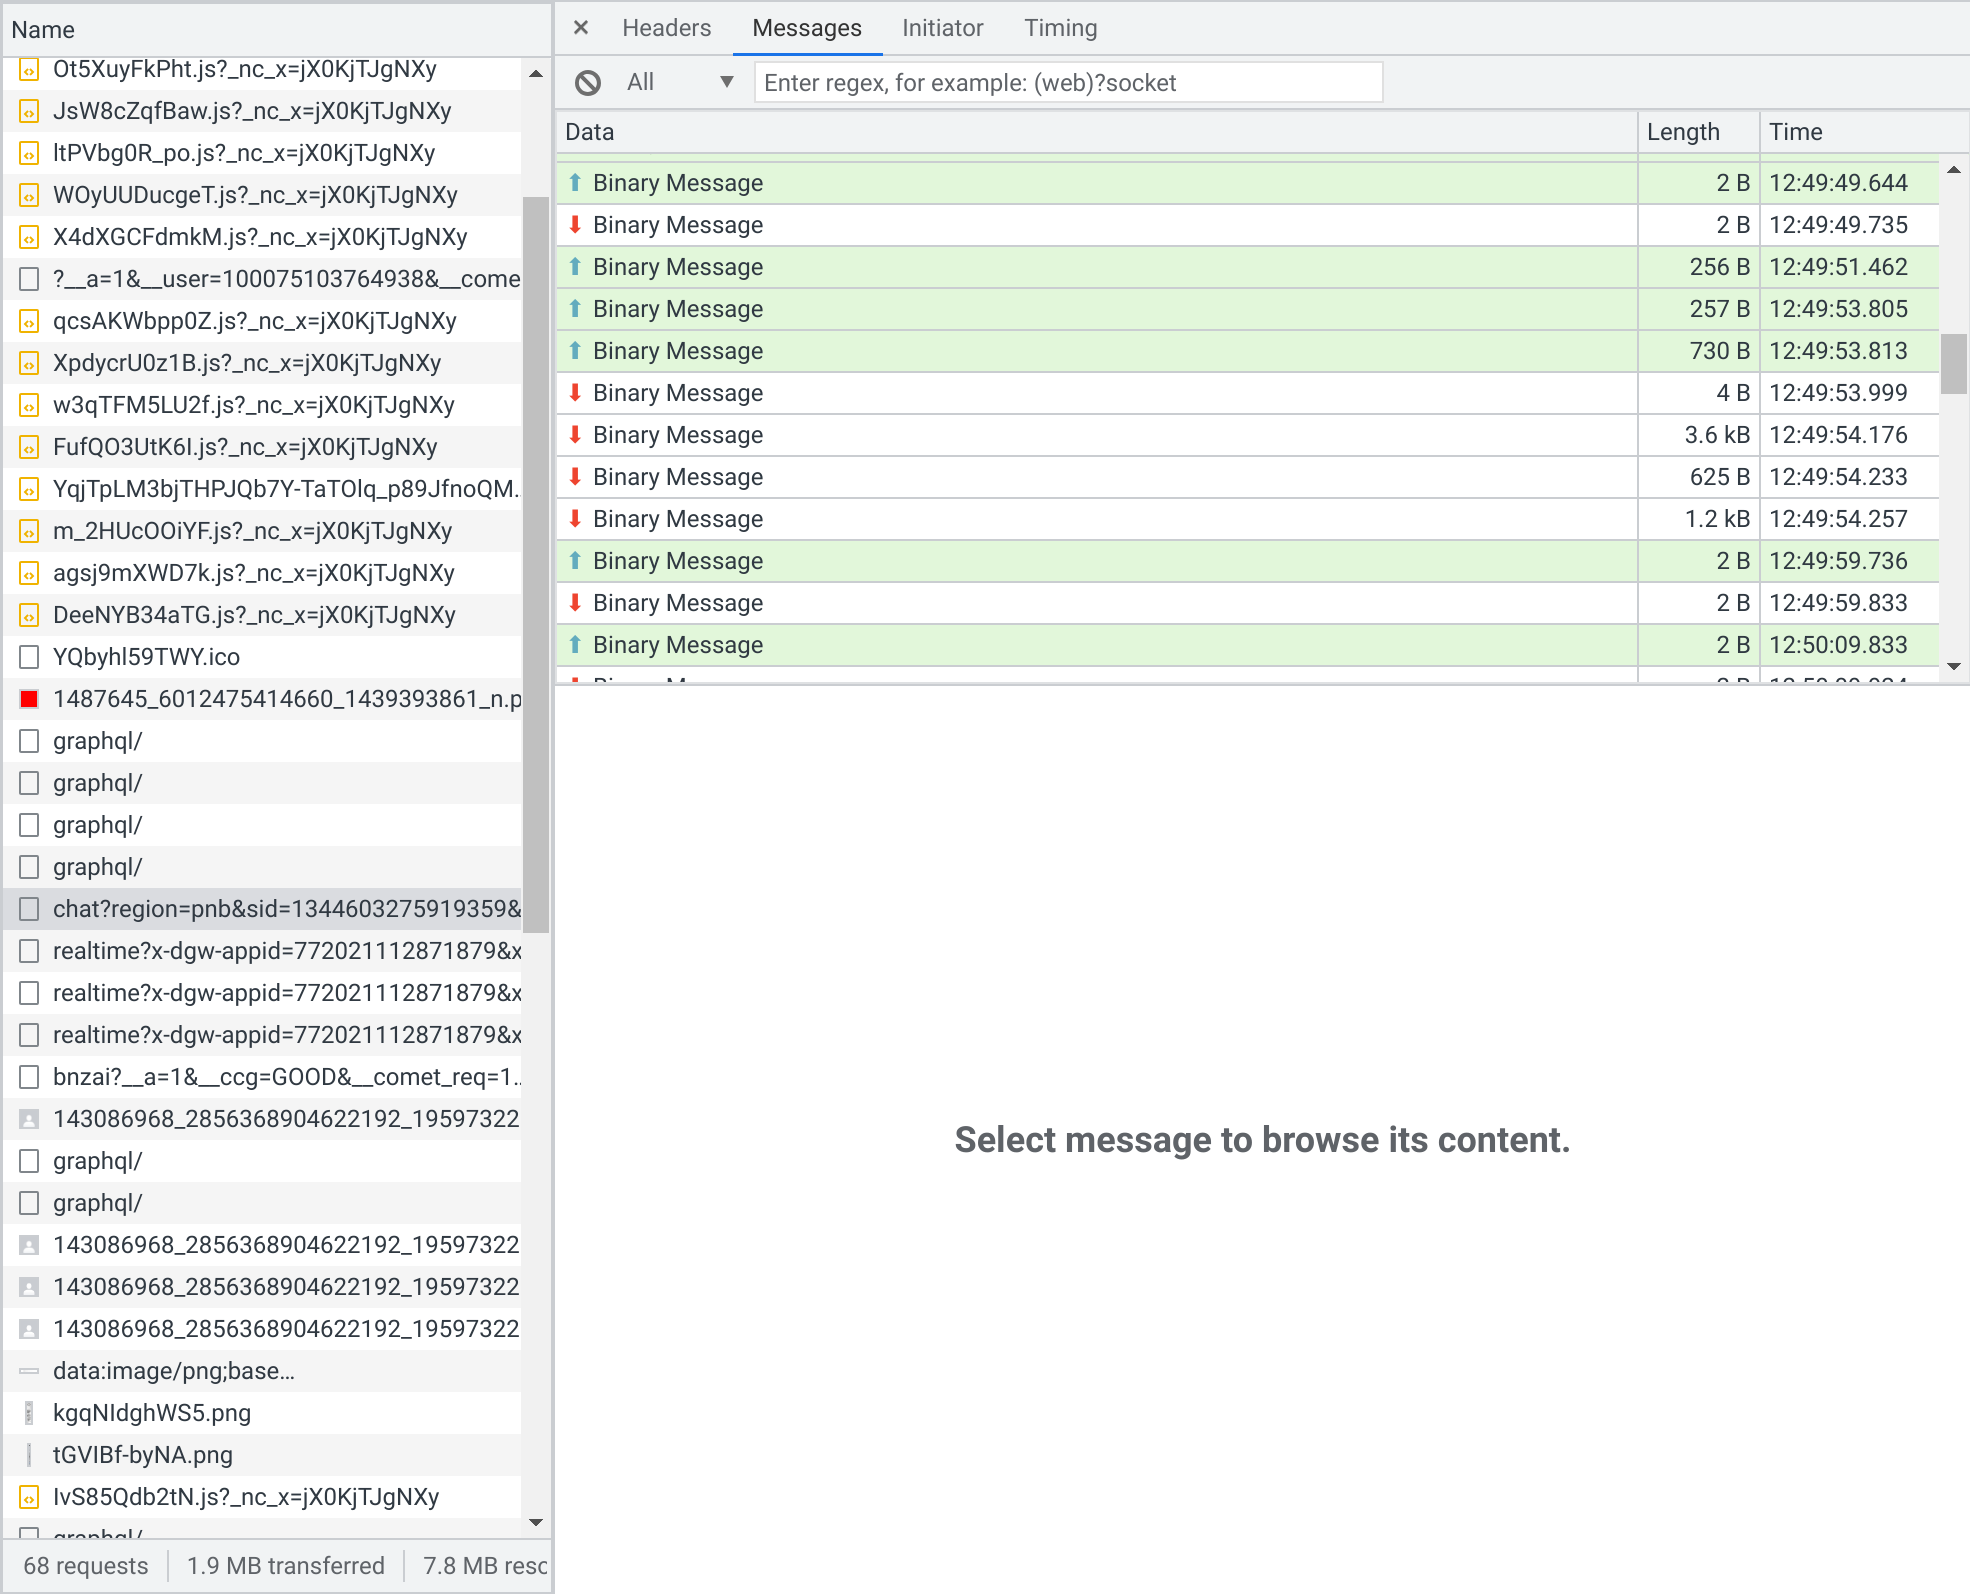 Name
Ot5XuyFkPht.js?_nc_x=jX0KjTJgNXy
JsW8cZqfBaw.js?_nc_x=jX0KjTJgNXy
ltPVbg0R_po.js?_nc_x=jX0KjTJgNXy
WOyUUDucgeT.js?_nc_x=jX0KjTJgNXy
X4dXGCFdmkM.js?_nc_x=jX0KjTJgNXy
?__a=1&__user=100075103764938&__come
qcsAKWbpp0Z.js?_nc_x=jX0KjTJgNXy
XpdycrU0z1B.js?_nc_x=jX0KjTJgNXy
w3qTFM5LU2f.js?_nc_x=jX0KjTJgNXy
FufQO3UtK6I.js?_nc_x=jX0KjTJgNXy
YqjTpLM3bjTHPJQb7Y-TaTOlq_p89JfnoQM.
m_2HUcOOiYF.js?_nc_x=jX0KjTJgNXy
agsj9mXWD7k.js?_nc_x=jX0KjTJgNXy
DeeNYB34aTG.js?_nc_x=jX0KjTJgNXy
YQbyhl59TWY.ico
1487645_6012475414660_1439393861_n.p
graphql/
graphql/
graphql/
graphql/
chat?region=pnb&sid=1344603275919359&
realtime?x-dgw-appid=772021112871879&x
realtime?x-dgw-appid=772021112871879&x
realtime?x-dgw-appid=772021112871879&x
bnzai?__a=1&__ccg=GOOD&__comet_req=1..
143086968_2856368904622192_19597322
graphql/
graphql/
143086968_2856368904622192_19597322
143086968_2856368904622192_19597322
143086968_2856368904622192_19597322
data:image/png;base…
kgqNIdghWS5.png
tGVIBf-byNA.png
IvS85Qdb2tN.js?_nc_x=jX0KjTJgNXy
graphql/
68 requests 1.9 MB transferred 7.8 MB resc
Headers Messages Initiator Timing
All Enter regex, for example: (web)?socket
Data Length Time
Binary Message 2 B 12:49:49.644
Binary Message 2 B 12:49:49.735
Binary Message 256 B 12:49:51.462
Binary Message 257 B 12:49:53.805
Binary Message 730 B 12:49:53.813
Binary Message 4 B 12:49:53.999
Binary Message 3.6 kB 12:49:54.176
Binary Message 625 B 12:49:54.233
Binary Message 1.2 kB 12:49:54.257
Binary Message 2 B 12:49:59.736
Binary Message 2 B 12:49:59.833
Binary Message 2 B 12:50:09.833
Select message to browse its content.